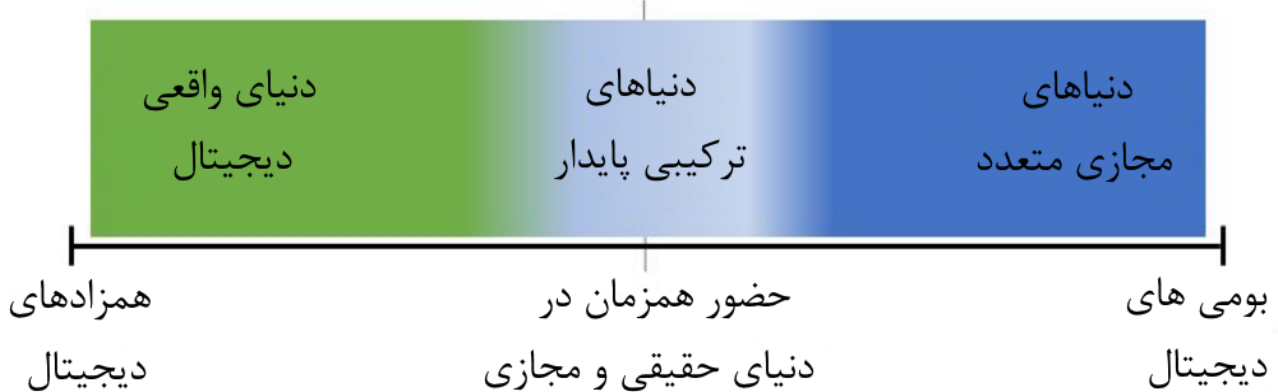 دنیاهای
مجازی متعدد
دنیاهای
ترکیبی پایدار
دنیای واقعی
دیجیتال
بومی های
دیجیتال
حضور همزمان در
دنیای حقیقی و مجازی
همزادهای
دیجیتال